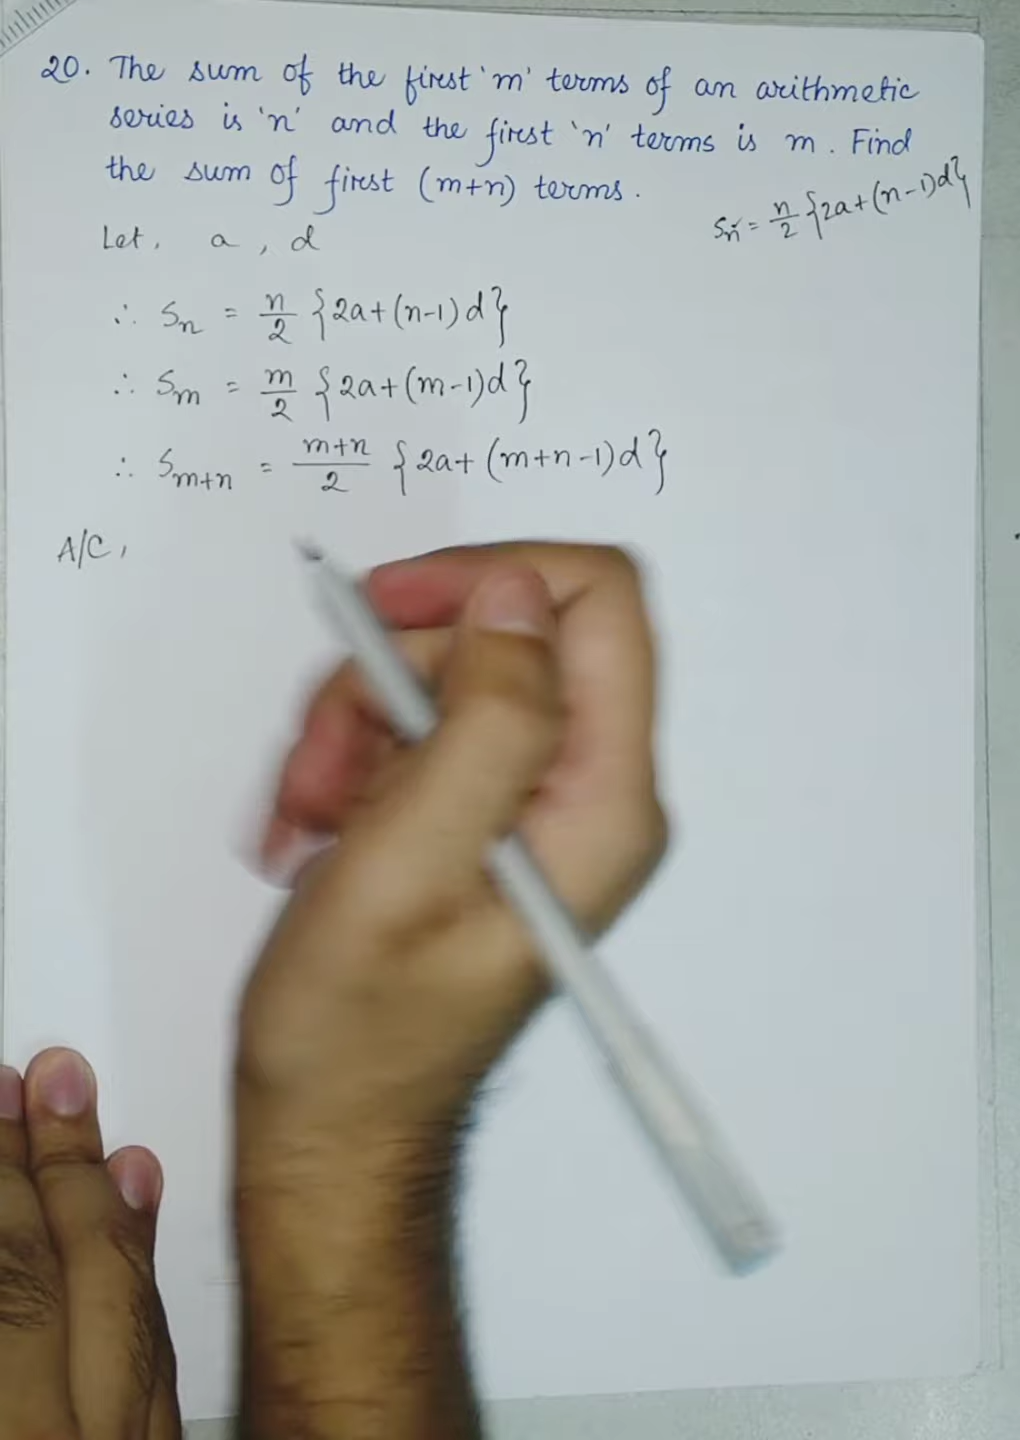 20. The sum of the first 'm' terms of an arithmetic
series is 'n' and the first 'n' terms is m. Find
the sum of first (m+n) terms.
Sn = n/2 {2a+(n-1)d}
Let, a, d
∴ Sn = n/2 {2a+(n-1)d}
∴ Sm = m/2 {2a+(m-1)d}
∴ Sm+n = m+n/2 {2a+(m+n-1)d}
A/C,